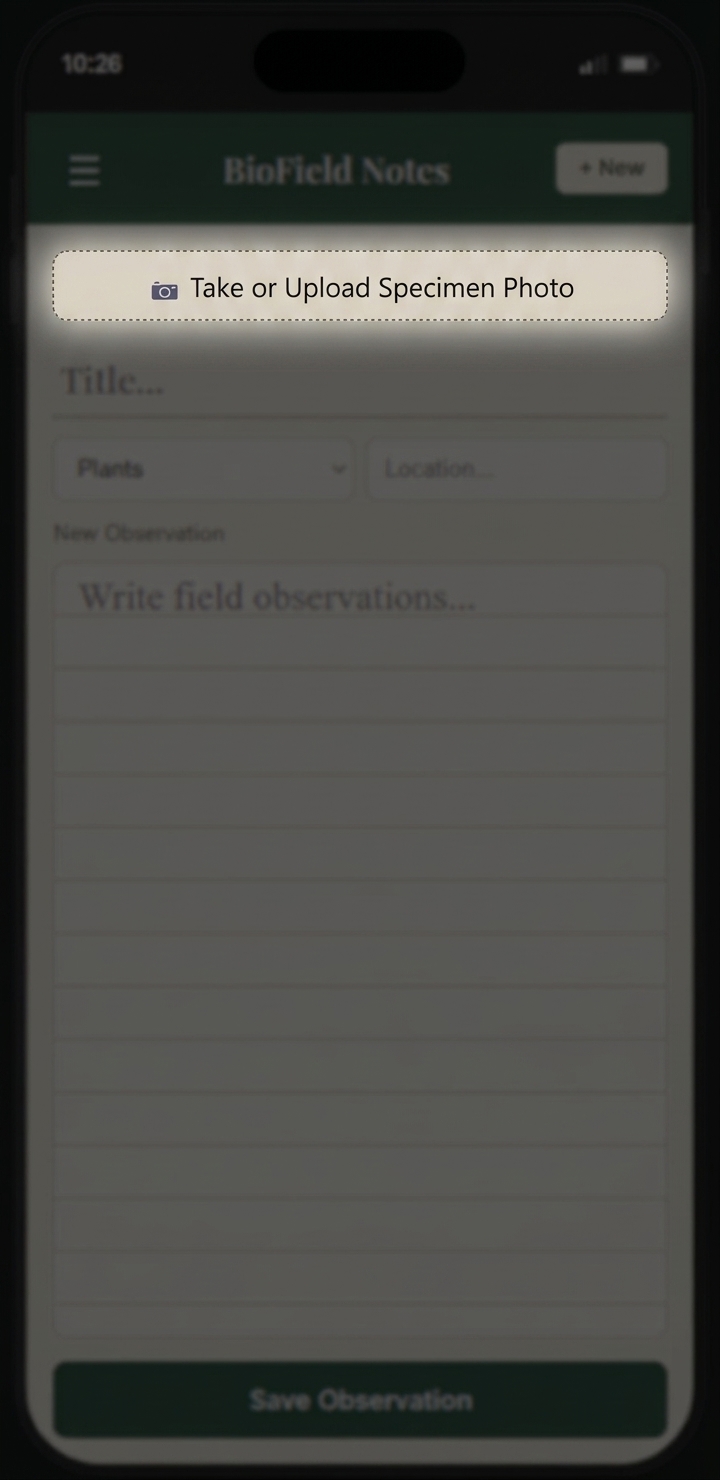 10:26
☰ BioField Notes + New
📷 Take or Upload Specimen Photo
Title...
Plants Location...
New Observation
Write field observations...
Save Observation